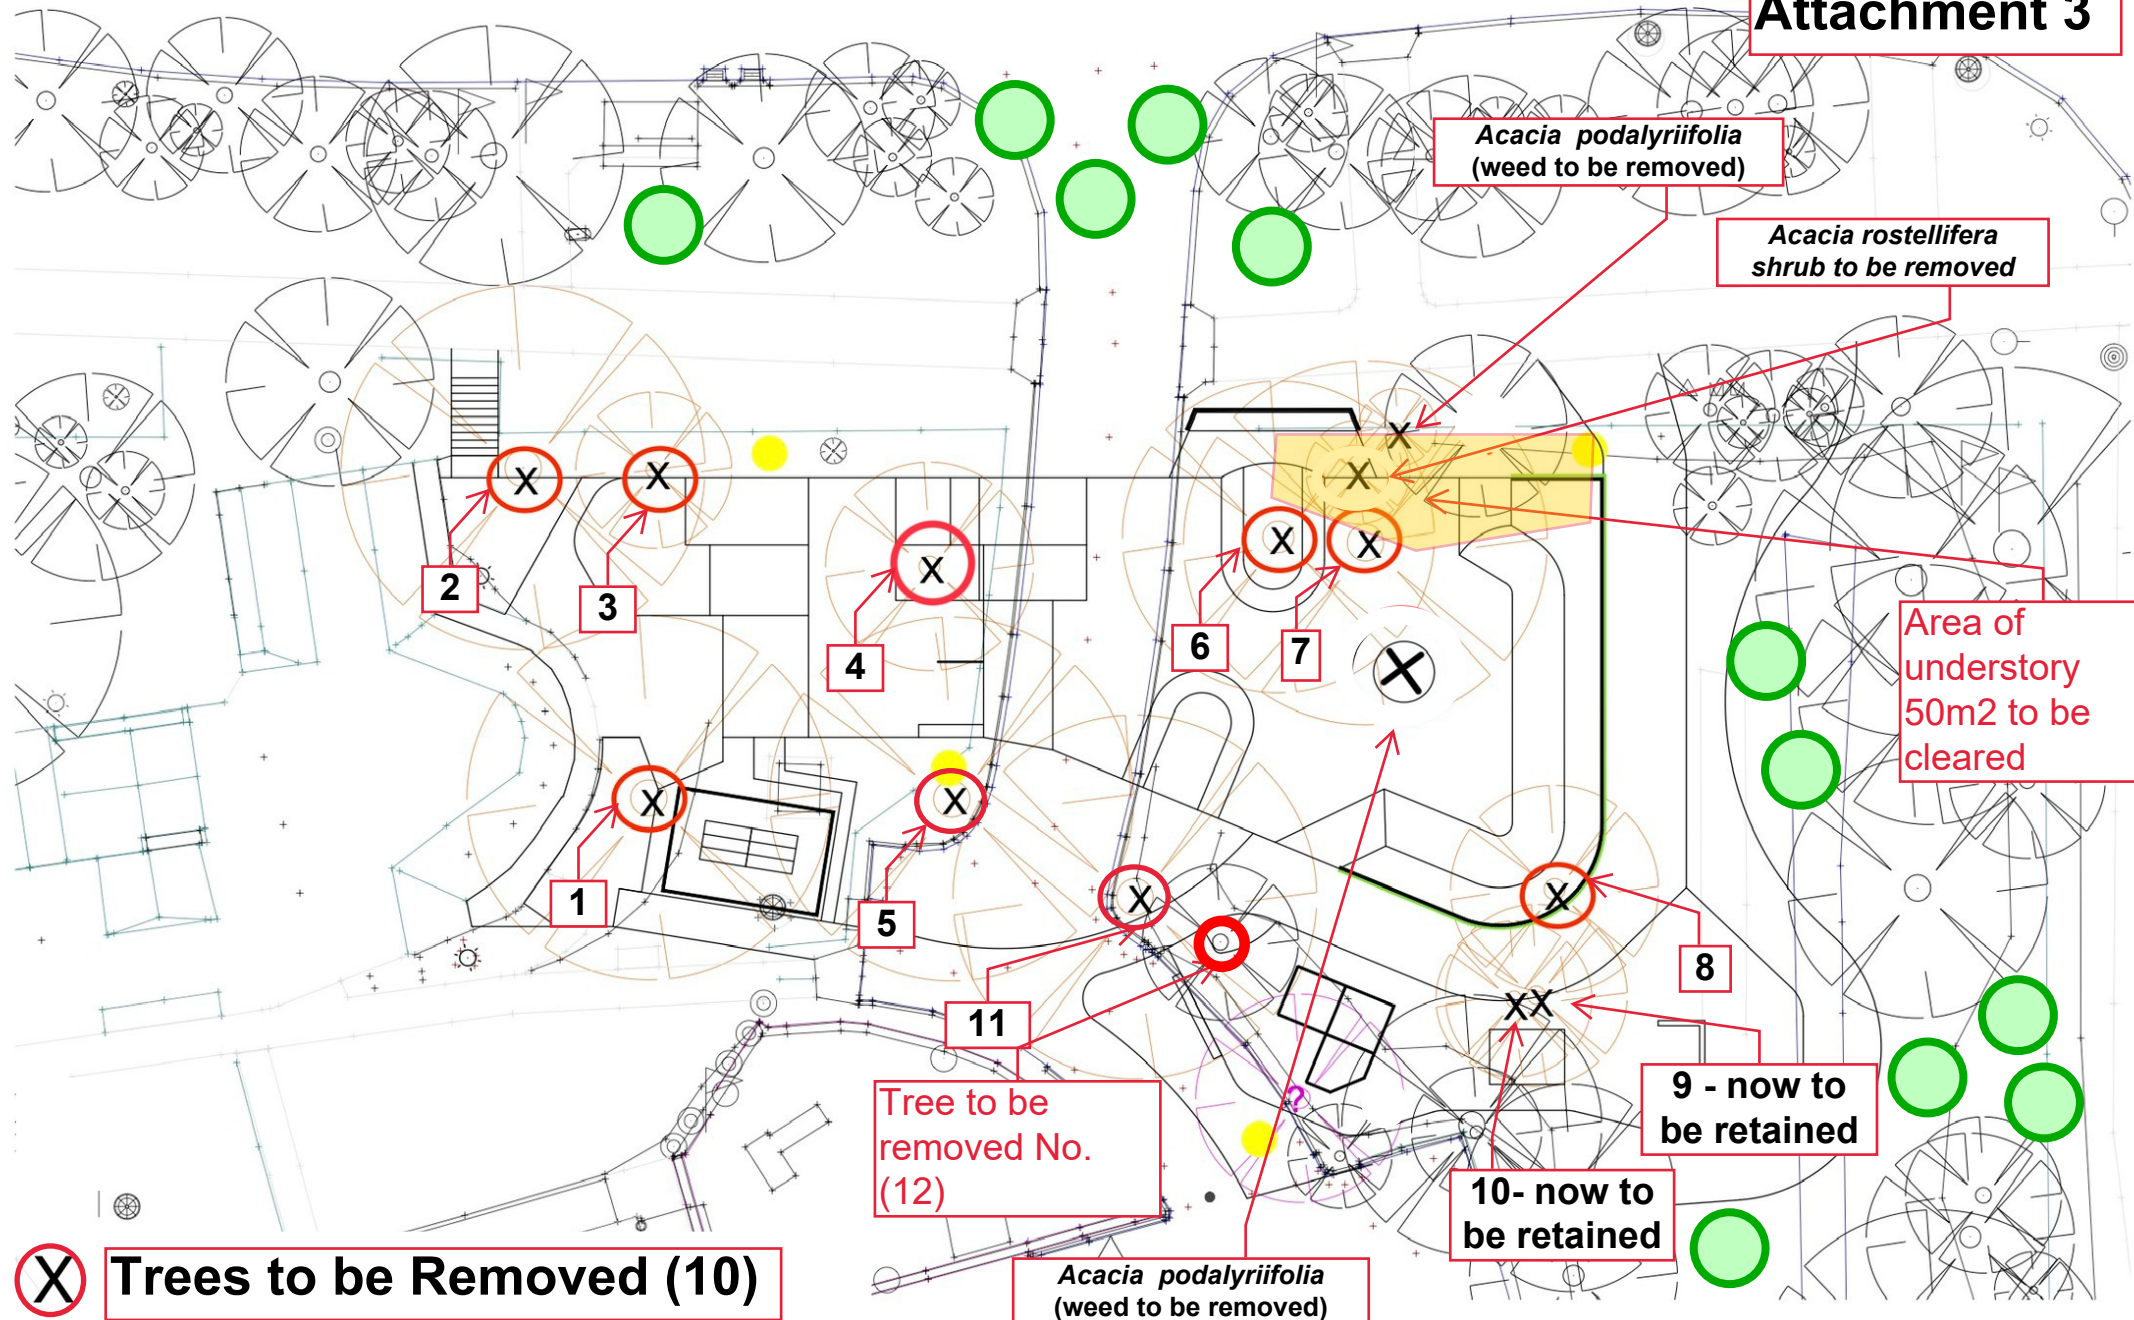 Attachment 3
Acacia podalyriifolia
(weed to be removed)
Acacia rostellifera
shrub to be removed
X
X
X
X
X
X
X
X
2
3
4
6
7
Area of
understory
50m2 to be
cleared
X
X
X
X
1
5
8
11
X X
9 - now to
be retained
Tree to be
removed No.
(12)
?
10- now to
be retained
X
Trees to be Removed (10)
Acacia podalyriifolia
(weed to be removed)